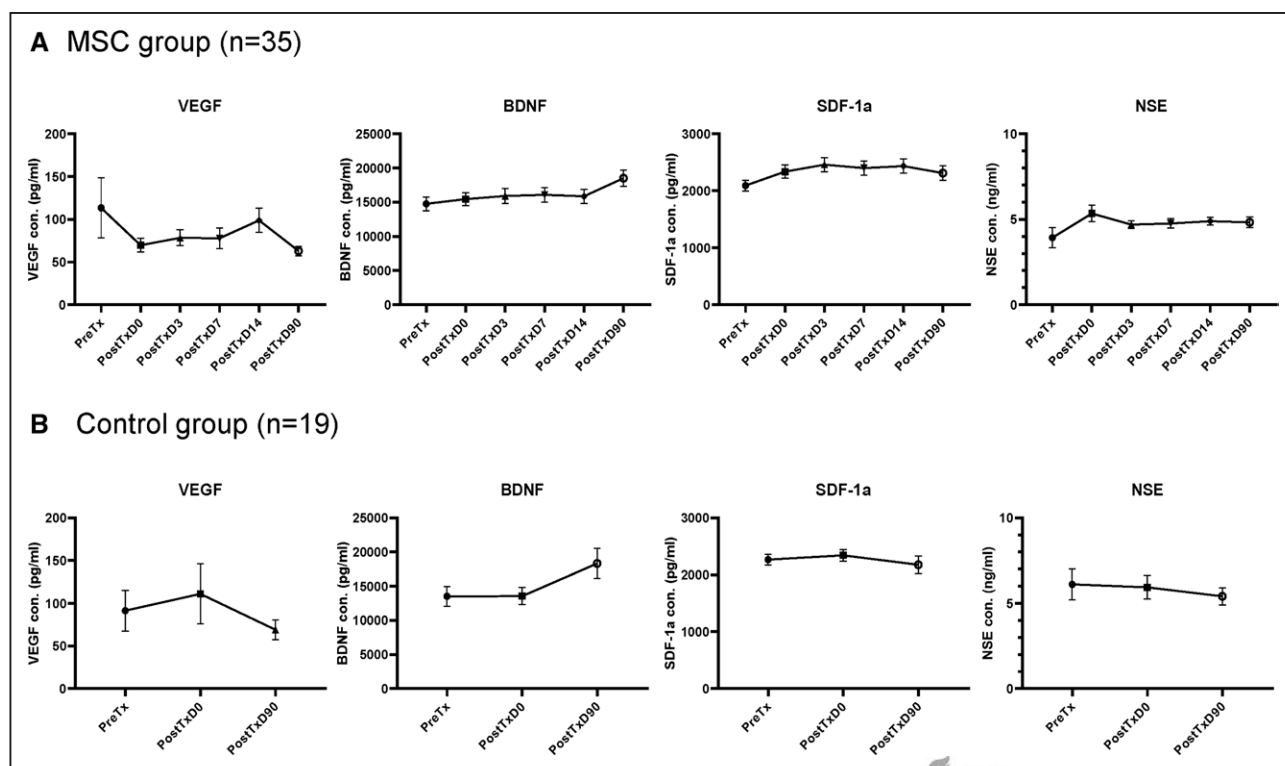 A MSC group (n=35)
VEGF
VEGF con. (pg/ml)
200
150
100
50
0
PreTx
PostTxD0
PostTxD3
PostTxD7
PostTxD14
PostTxD90
BDNF
BDNF con. (pg/ml)
25000
20000
15000
10000
5000
0
PreTx
PostTxD0
PostTxD3
PostTxD7
PostTxD14
PostTxD90
SDF-1a
SDF-1a con. (pg/ml)
3000
2000
1000
0
PreTx
PostTxD0
PostTxD3
PostTxD7
PostTxD14
PostTxD90
NSE
NSE con. (ng/ml)
10
5
0
PreTx
PostTxD0
PostTxD3
PostTxD7
PostTxD14
PostTxD90
B Control group (n=19)
VEGF
VEGF con. (pg/ml)
200
150
100
50
0
PreTx
PostTxD0
PostTxD90
BDNF
BDNF con. (pg/ml)
25000
20000
15000
10000
5000
0
PreTx
PostTxD0
PostTxD90
SDF-1a
SDF-1a con. (pg/ml)
3000
2000
1000
0
PreTx
PostTxD0
PostTxD90
NSE
NSE con. (ng/ml)
10
5
0
PreTx
PostTxD0
PostTxD90